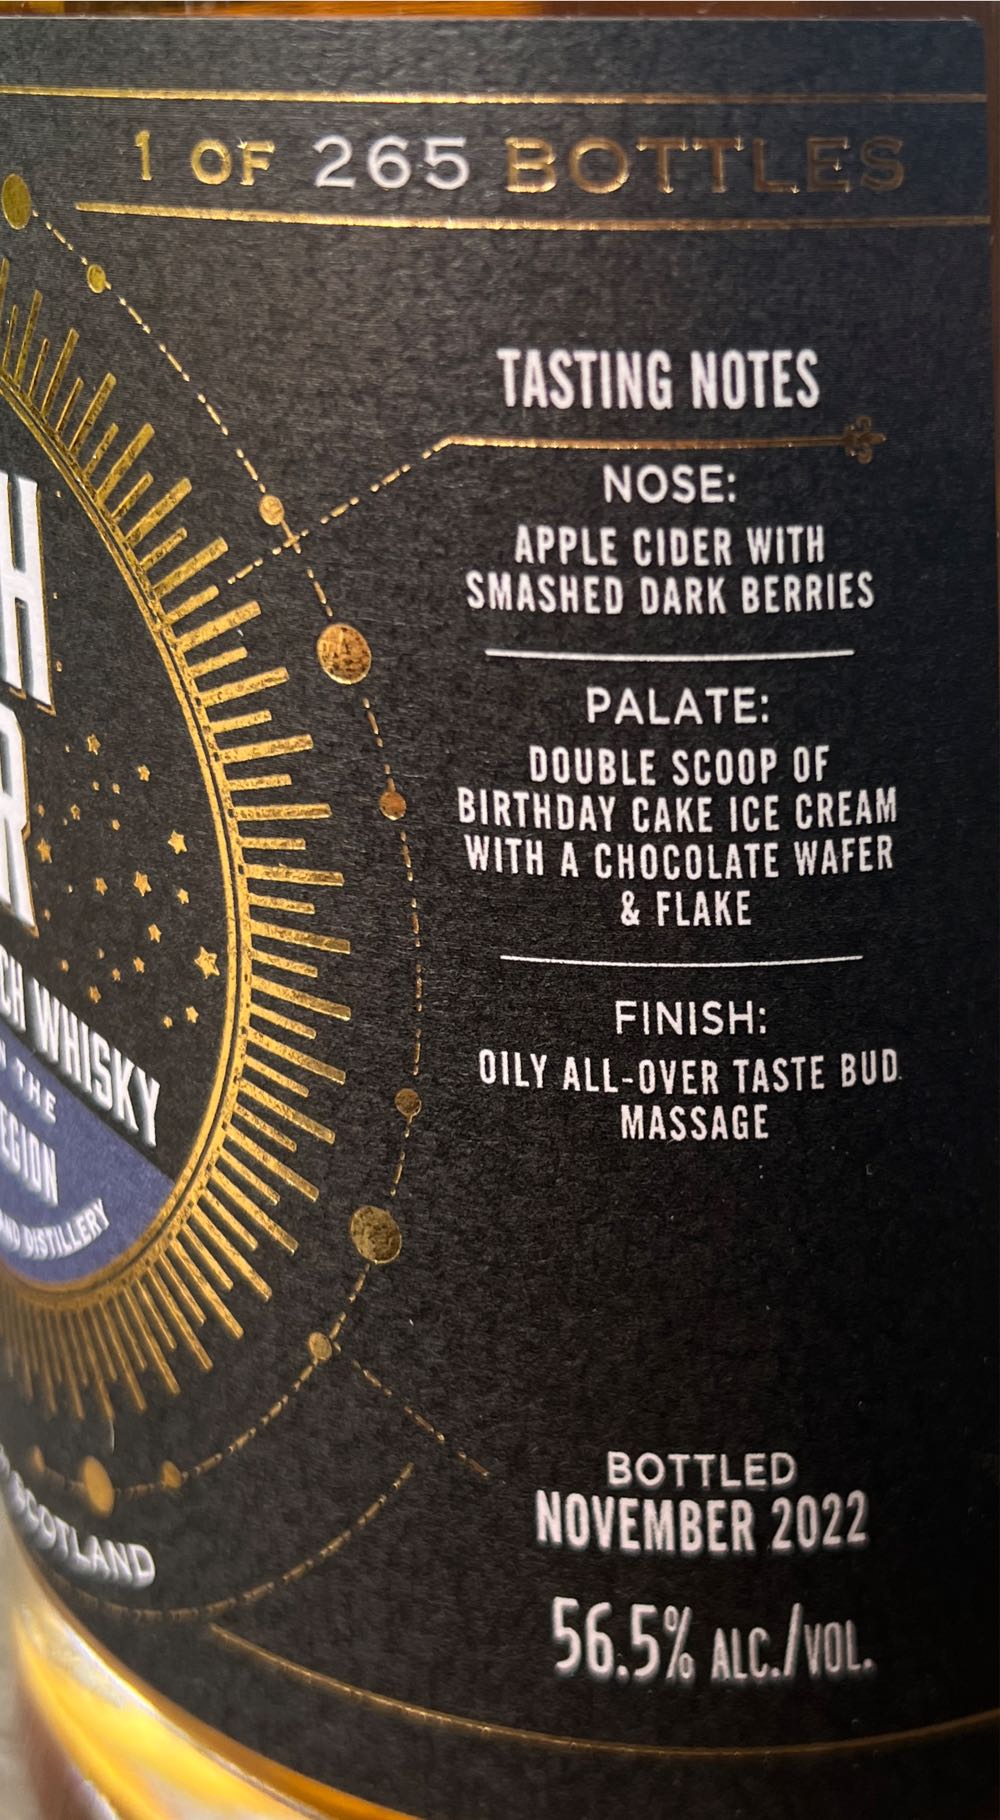 1 OF 265 BOTTLES
TASTING NOTES
NOSE:
APPLE CIDER WITH
SMASHED DARK BERRIES
PALATE:
DOUBLE SCOOP OF
BIRTHDAY CAKE ICE CREAM
WITH A CHOCOLATE WAFER
& FLAKE
FINISH:
OILY ALL-OVER TASTE BUD
MASSAGE
BOTTLED
NOVEMBER 2022
56.5% ALC./VOL.
H
R
CH WHISKY
THE
EGION
DISTILLERY
SCOTLAND